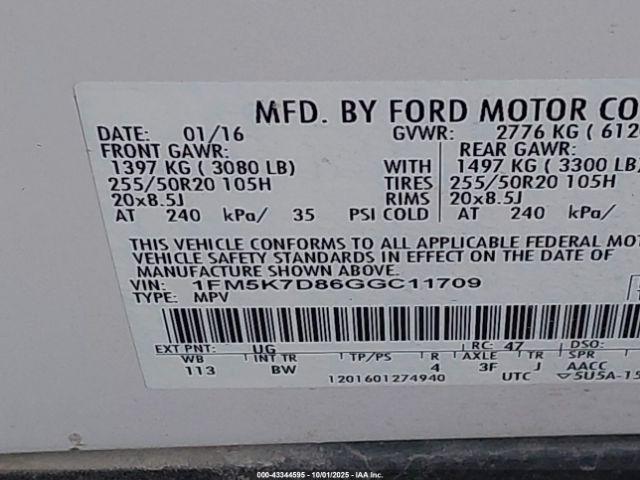 MFD. BY FORD MOTOR CO
DATE: 01/16 GVWR: 2776 KG ( 612
FRONT GAWR: REAR GAWR:
1397 KG ( 3080 LB) WITH 1497 KG ( 3300 LB)
255/50R20 105H TIRES 255/50R20 105H
20x8.5J RIMS 20x8.5J
AT 240 kPa/ 35 PSI COLD AT 240 kPa/
THIS VEHICLE CONFORMS TO ALL APPLICABLE FEDERAL MOT
VEHICLE SAFETY STANDARDS IN EFFECT ON THE DATE OF
MANUFACTURE SHOWN ABOVE.
VIN: 1FM5K7D86GGC11709
TYPE: MPV
EXT PNT: UG RC: 47 DSO:
WB INT TR TP/PS R AXLE TR SPR
113 BW 4 3F J AACC
1201601274940 UTC ▽5U5A-15
000-43344595 - 10/01/2025 - IAA Inc.